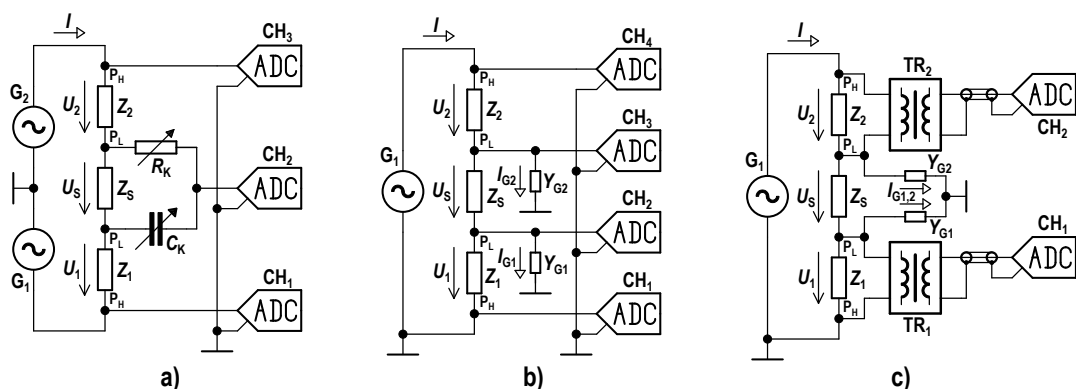 I
CH3
ADC
PH
G2
U2
Z2
PL
RK
CH2
ADC
US
ZS
CK
PL
G1
U1
Z1
PH
CH1
ADC
a)
I
CH4
ADC
PH
U2
Z2
CH3
PL
ADC
G1
IG2
YG2
US
ZS
CH2
PL
ADC
IG1
YG1
U1
Z1
CH1
PH
ADC
b)
I
TR2
PH
ADC
U2
Z2
CH2
PL
YG2
G1
US
ZS
IG1,2
YG1
PL
CH1
ADC
U1
Z1
PH
TR1
c)